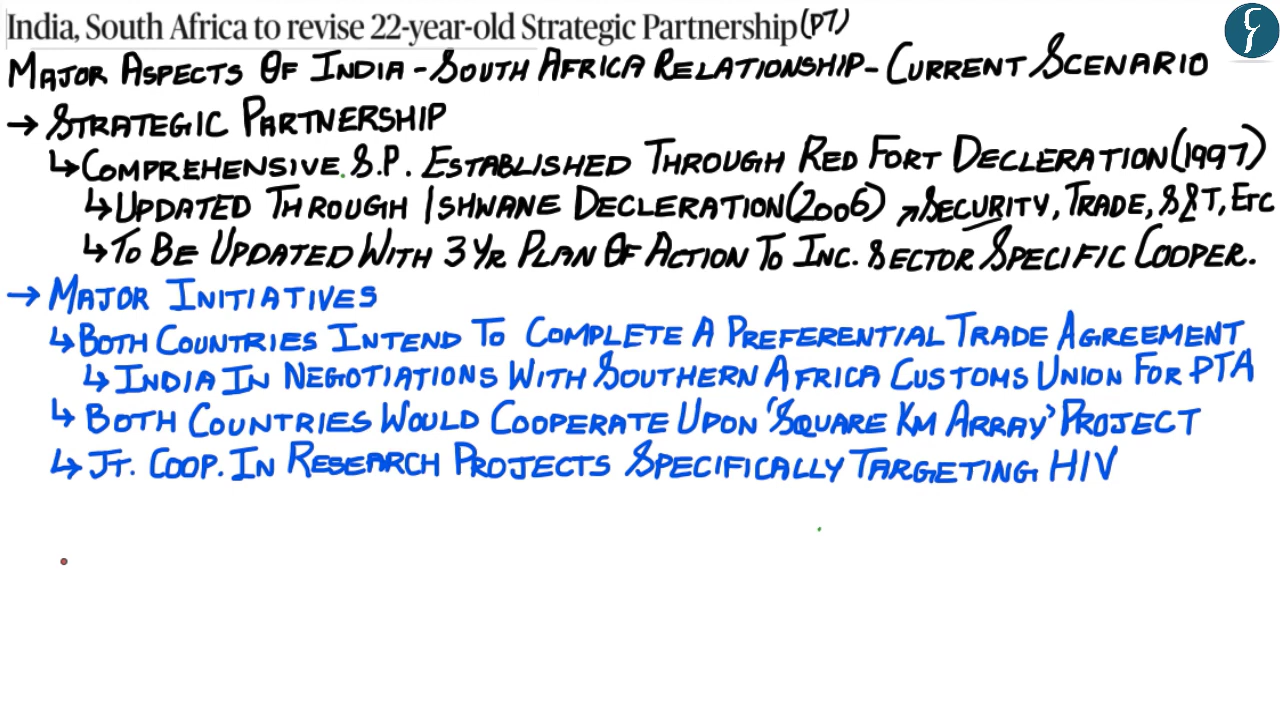 India, South Africa to revise 22-year-old Strategic Partnership (P7)
MAJOR ASPECTS OF INDIA - SOUTH AFRICA RELATIONSHIP - CURRENT SCENARIO
→ STRATEGIC PARTNERSHIP
↳ COMPREHENSIVE S.P. ESTABLISHED THROUGH RED FORT DECLERATION (1997)
↳ UPDATED THROUGH ISHWANE DECLERATION (2006) ↗ SECURITY, TRADE, S&T, ETC
↳ TO BE UPDATED WITH 3 YR PLAN OF ACTION TO INC. SECTOR SPECIFIC COOPER.
→ MAJOR INITIATIVES
↳ BOTH COUNTRIES INTEND TO COMPLETE A PREFERENTIAL TRADE AGREEMENT
↳ INDIA IN NEGOTIATIONS WITH SOUTHERN AFRICA CUSTOMS UNION FOR PTA
↳ BOTH COUNTRIES WOULD COOPERATE UPON 'SQUARE KM ARRAY' PROJECT
↳ JT. COOP. IN RESEARCH PROJECTS SPECIFICALLY TARGETING HIV